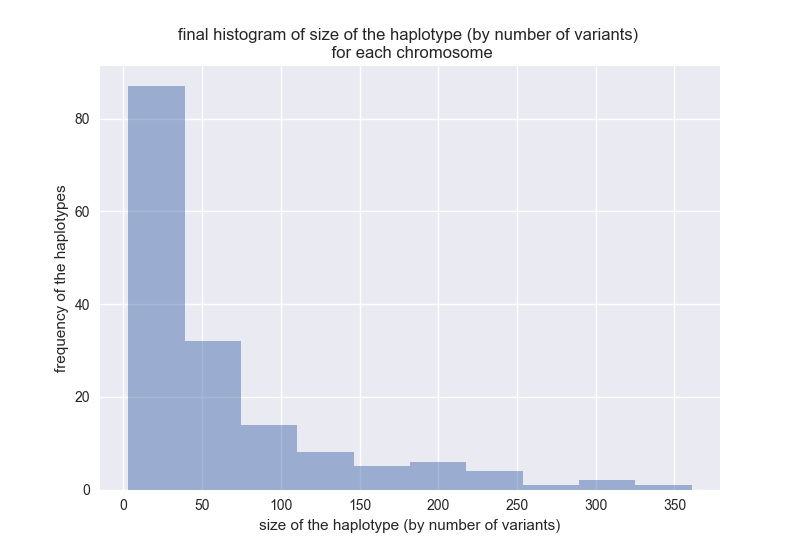 final histogram of size of the haplotype (by number of variants)
for each chromosome
80
60
40
20
0
frequency of the haplotypes
0 50 100 150 200 250 300 350
size of the haplotype (by number of variants)